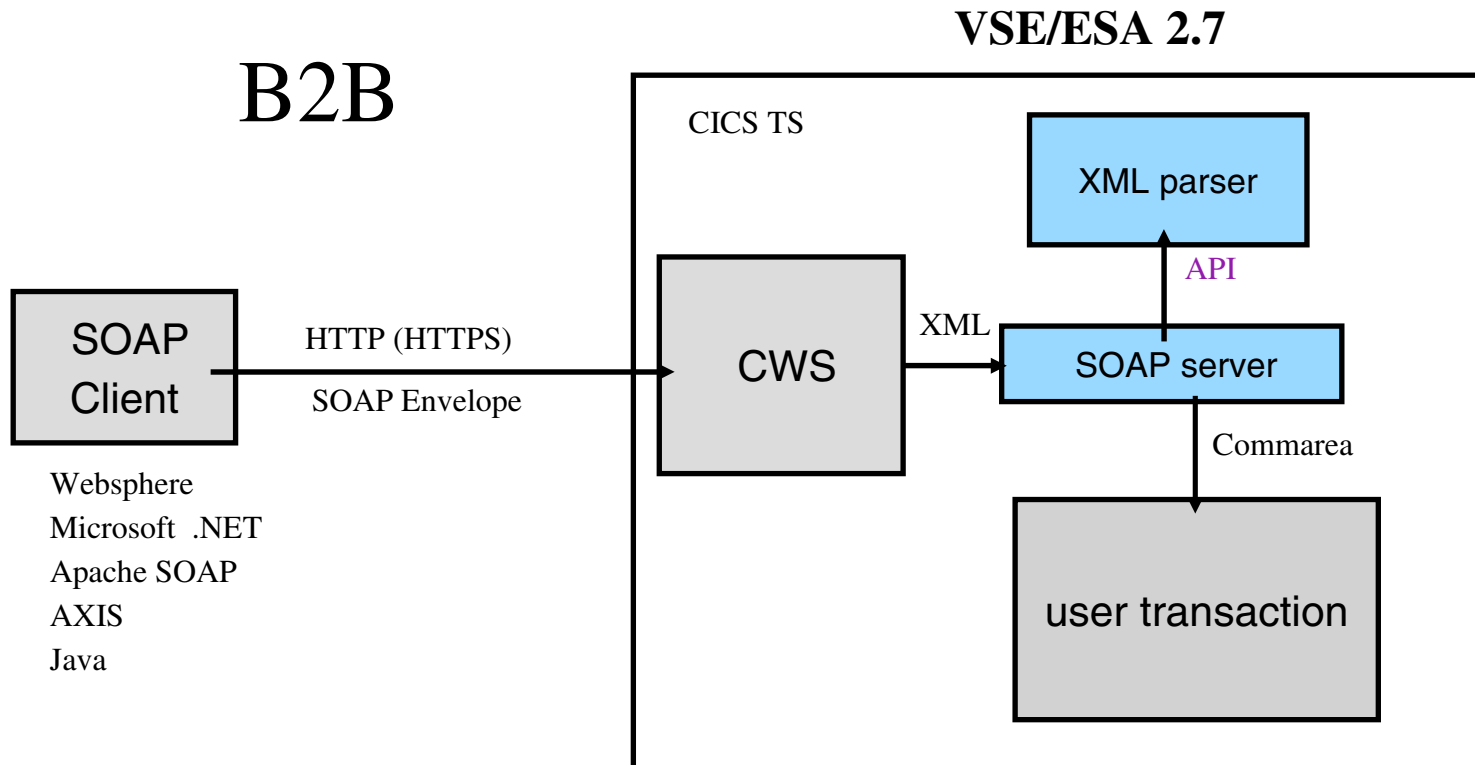 VSE/ESA 2.7
B2B
CICS TS
XML parser
API
SOAP
Client
HTTP (HTTPS)
SOAP Envelope
CWS
XML
SOAP server
Commarea
user transaction
Websphere
Microsoft .NET
Apache SOAP
AXIS
Java